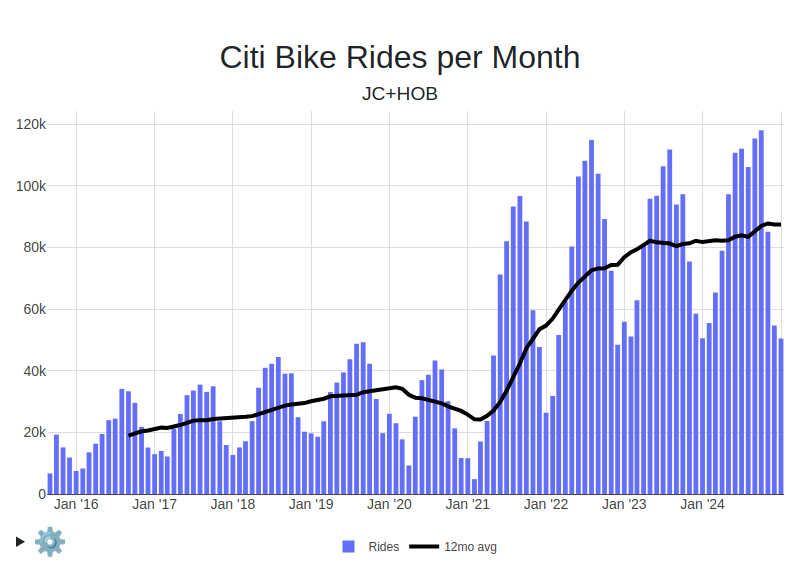 Citi Bike Rides per Month
JC+HOB
120k
100k
80k
60k
40k
20k
0
Jan '16 Jan '17 Jan '18 Jan '19 Jan '20 Jan '21 Jan '22 Jan '23 Jan '24
Rides 12mo avg